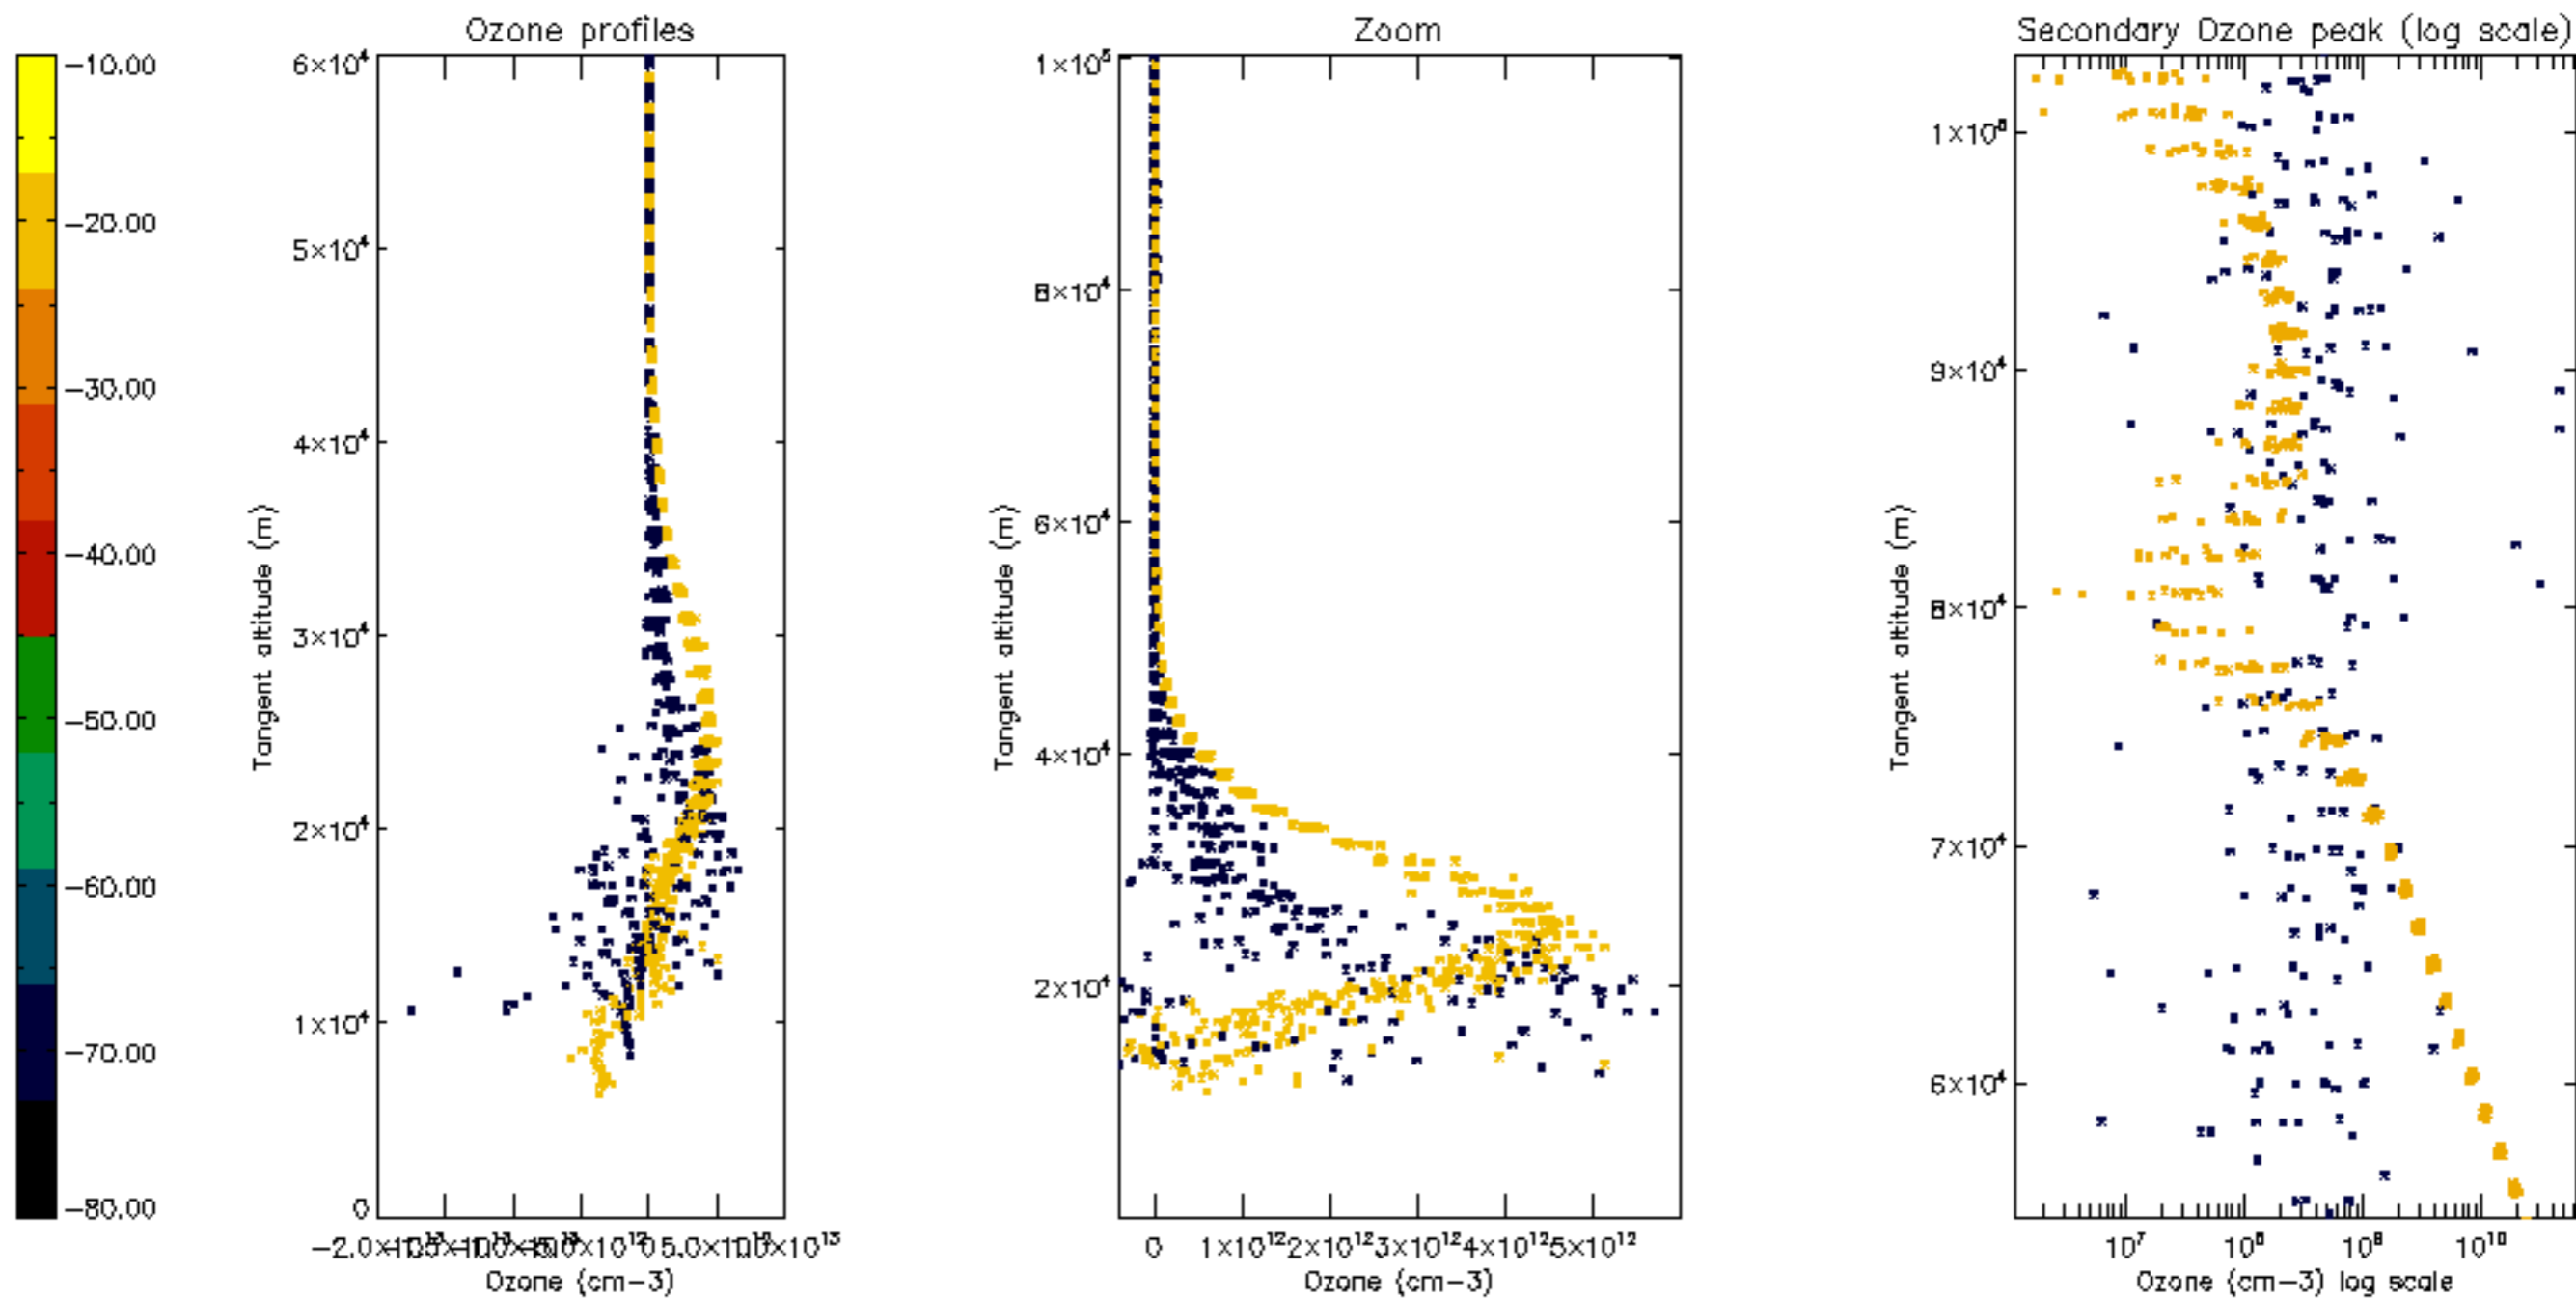 Ozone profiles
Zoom
Secondary Ozone peak (log scale)
−10.00
−20.00
−30.00
−40.00
−50.00
−60.00
−70.00
−80.00
6×10⁴
5×10⁴
4×10⁴
3×10⁴
2×10⁴
1×10⁴
0
Tangent altitude (m)
Ozone (cm−3)
1×10⁵
8×10⁴
6×10⁴
4×10⁴
2×10⁴
Tangent altitude (m)
0 1×10¹² 2×10¹² 3×10¹² 4×10¹² 5×10¹²
Ozone (cm−3)
1×10⁵
9×10⁴
8×10⁴
7×10⁴
6×10⁴
Tangent altitude (m)
10⁷ 10⁸ 10⁹ 10¹⁰
Ozone (cm−3) log scale